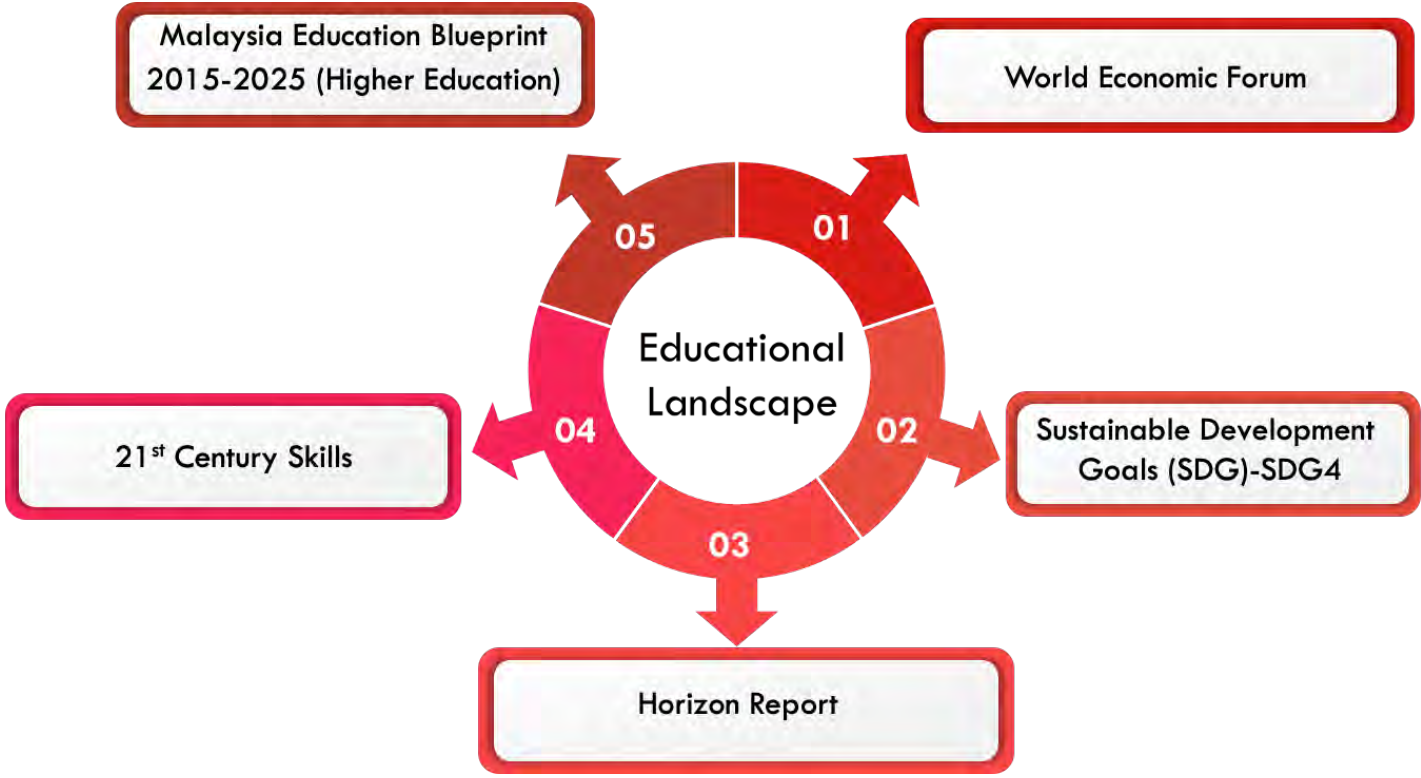 Malaysia Education Blueprint
2015-2025 (Higher Education)
World Economic Forum
05
01
Educational
Landscape
04
02
21st Century Skills
Sustainable Development
Goals (SDG)-SDG4
03
Horizon Report